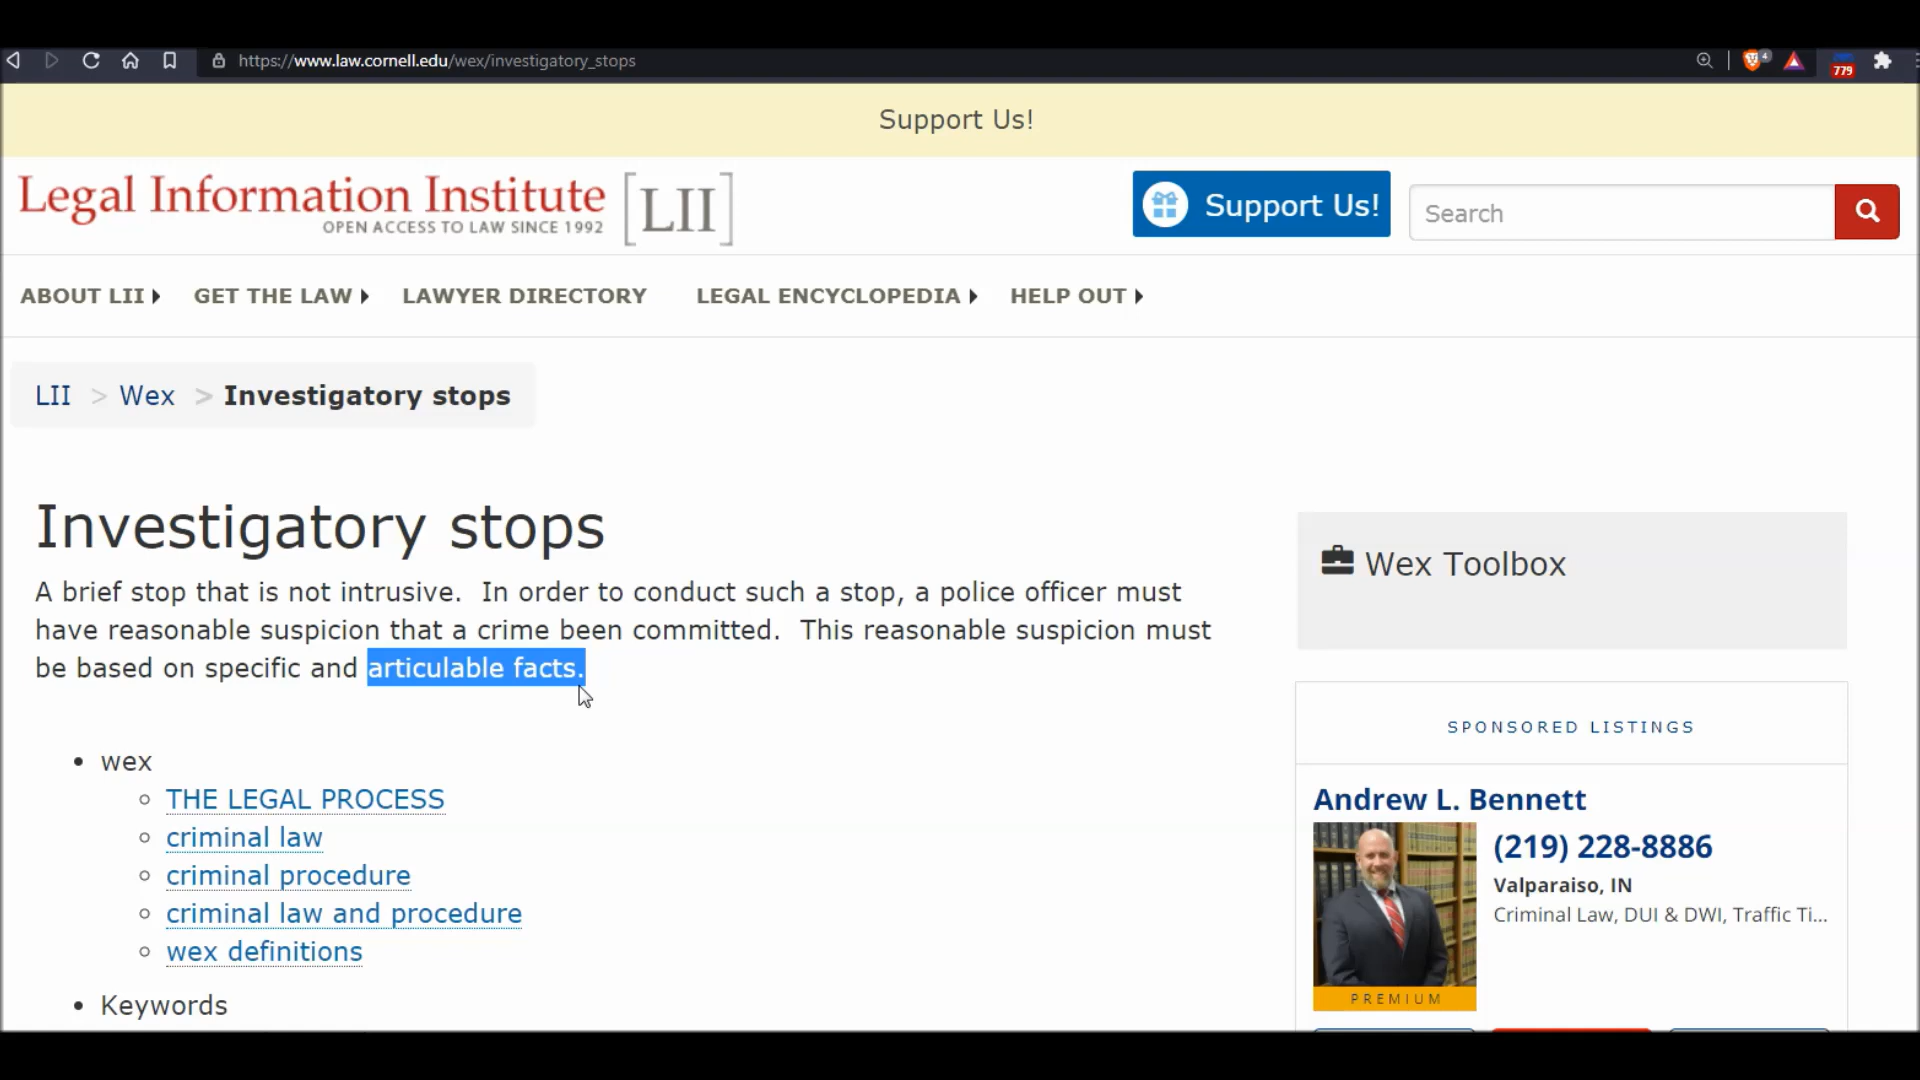 https://www.law.cornell.edu/wex/investigatory_stops
4
779
Support Us!
Legal Information Institute [LII]
OPEN ACCESS TO LAW SINCE 1992
Support Us!
Search
ABOUT LII GET THE LAW LAWYER DIRECTORY LEGAL ENCYCLOPEDIA HELP OUT
LII > Wex > Investigatory stops
Investigatory stops
A brief stop that is not intrusive. In order to conduct such a stop, a police officer must
have reasonable suspicion that a crime been committed. This reasonable suspicion must
be based on specific and articulable facts.
• wex
THE LEGAL PROCESS
criminal law
criminal procedure
criminal law and procedure
wex definitions
• Keywords
Wex Toolbox
SPONSORED LISTINGS
Andrew L. Bennett
(219) 228-8886
Valparaiso, IN
Criminal Law, DUI & DWI, Traffic Ti...
PREMIUM